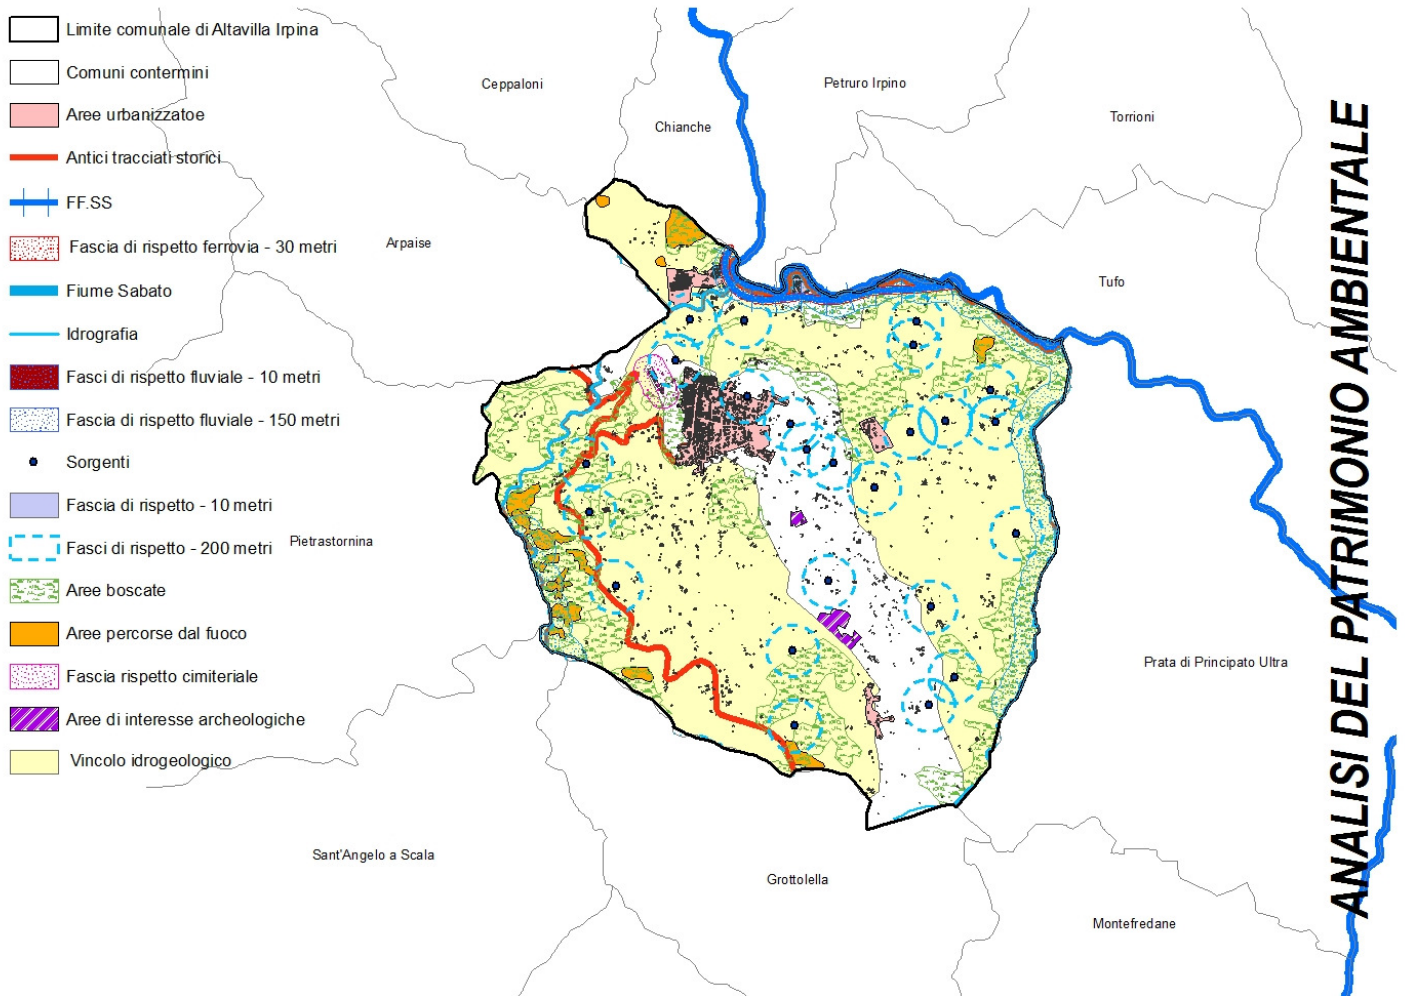 Limite comunale di Altavilla Irpina
Comuni contermini
Aree urbanizzatoe
Antici tracciati storici
FF.SS
Fascia di rispetto ferrovia - 30 metri
Fiume Sabato
Idrografia
Fasci di rispetto fluviale - 10 metri
Fascia di rispetto fluviale - 150 metri
Sorgenti
Fascia di rispetto - 10 metri
Fasci di rispetto - 200 metri
Aree boscate
Aree percorse dal fuoco
Fascia rispetto cimiteriale
Aree di interesse archeologiche
Vincolo idrogeologico
Ceppaloni
Petruro Irpino
Chianche
Torrioni
Arpaise
Tufo
Pietrastornina
Prata di Principato Ultra
Sant'Angelo a Scala
Grottolella
Montefredane
ANALISI DEL PATRIMONIO AMBIENTALE